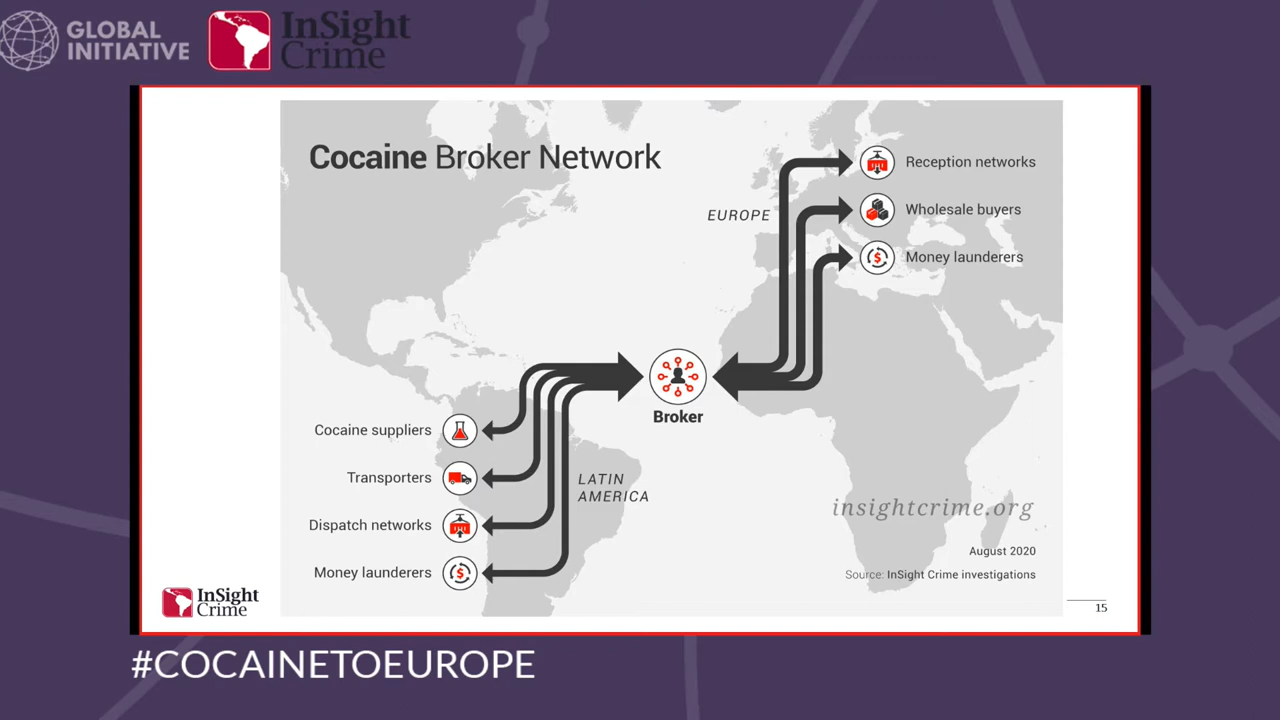 GLOBAL
INITIATIVE
InSight
Crime
Cocaine Broker Network
Reception networks
EUROPE
Wholesale buyers
Money launderers
Broker
Cocaine suppliers
Transporters
LATIN
AMERICA
Dispatch networks
Money launderers
insightcrime.org
August 2020
Source: InSight Crime investigations
InSight
Crime
15
#COCAINETOEUROPE